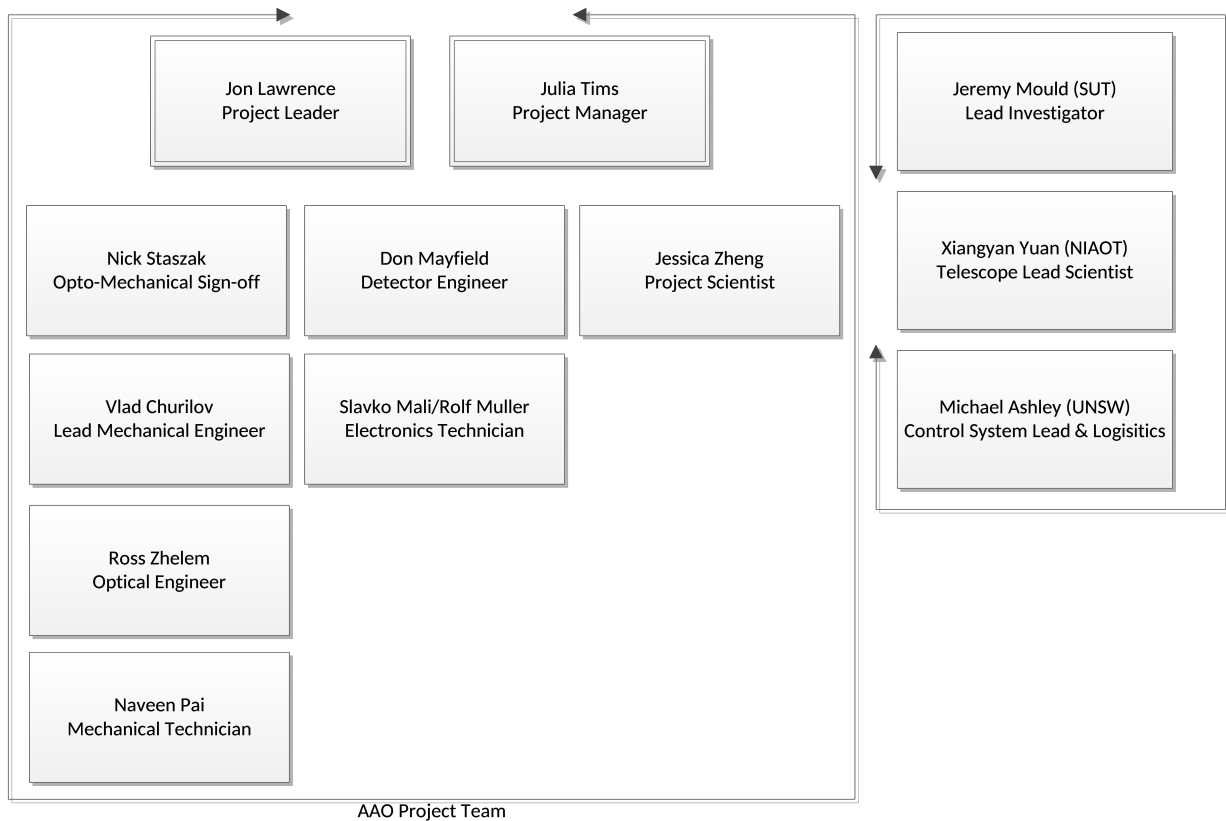 Jon Lawrence
Project Leader
Julia Tims
Project Manager
Nick Staszak
Opto-Mechanical Sign-off
Don Mayfield
Detector Engineer
Jessica Zheng
Project Scientist
Vlad Churilov
Lead Mechanical Engineer
Slavko Mali/Rolf Muller
Electronics Technician
Ross Zhelem
Optical Engineer
Naveen Pai
Mechanical Technician
AAO Project Team
Jeremy Mould (SUT)
Lead Investigator
Xiangyan Yuan (NIAOT)
Telescope Lead Scientist
Michael Ashley (UNSW)
Control System Lead & Logisitics